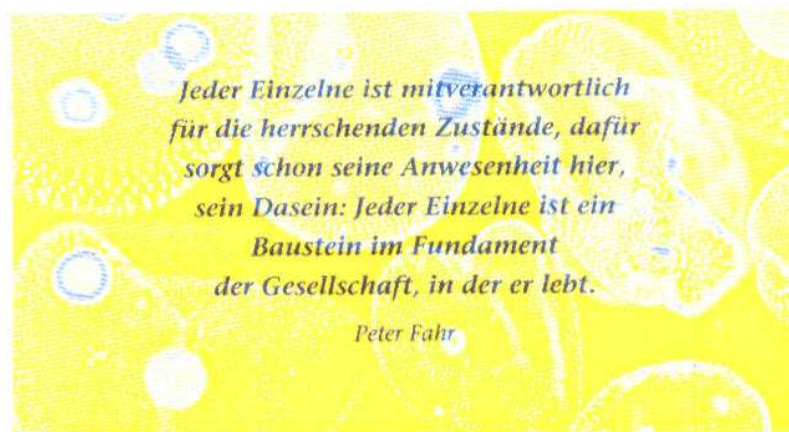 Jeder Einzelne ist mitverantwortlich
für die herrschenden Zustände, dafür
sorgt schon seine Anwesenheit hier,
sein Dasein: Jeder Einzelne ist ein
Baustein im Fundament
der Gesellschaft, in der er lebt.
Peter Fahr